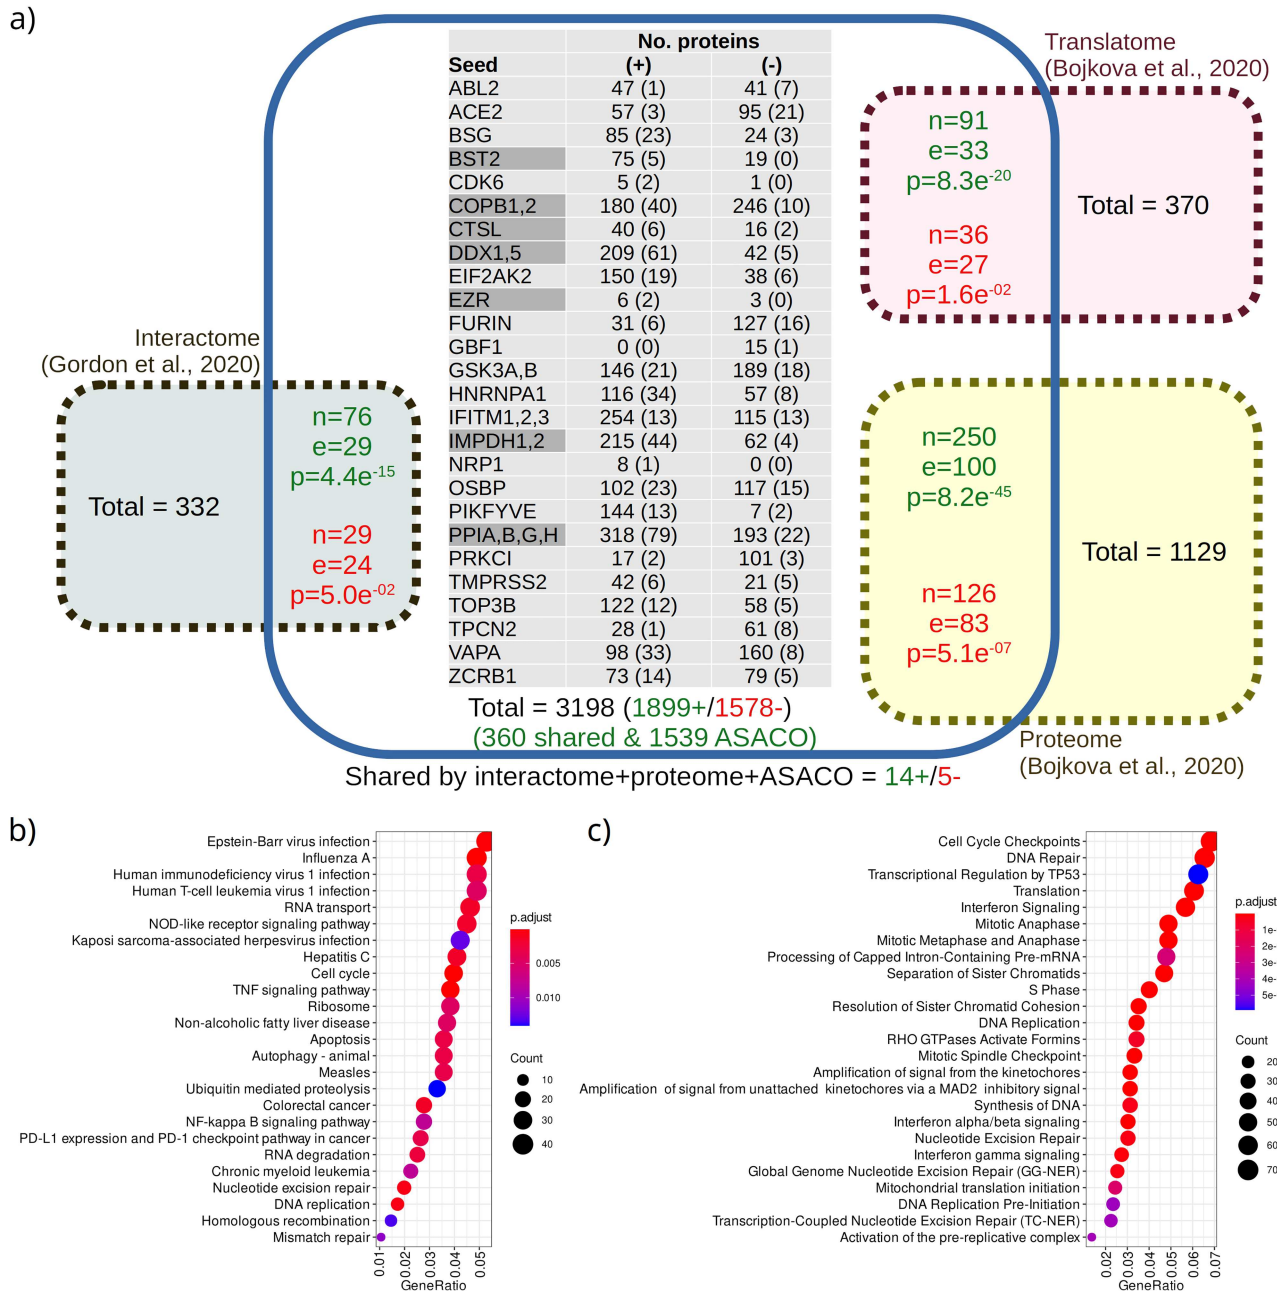 a)
No. proteins
Seed (+) (-)
ABL2 47 (1) 41 (7)
ACE2 57 (3) 95 (21)
BSG 85 (23) 24 (3)
BST2 75 (5) 19 (0)
CDK6 5 (2) 1 (0)
COPB1,2 180 (40) 246 (10)
CTSL 40 (6) 16 (2)
DDX1,5 209 (61) 42 (5)
EIF2AK2 150 (19) 38 (6)
EZR 6 (2) 3 (0)
FURIN 31 (6) 127 (16)
GBF1 0 (0) 15 (1)
GSK3A,B 146 (21) 189 (18)
HNRNPA1 116 (34) 57 (8)
IFITM1,2,3 254 (13) 115 (13)
IMPDH1,2 215 (44) 62 (4)
NRP1 8 (1) 0 (0)
OSBP 102 (23) 117 (15)
PIKFYVE 144 (13) 7 (2)
PPIA,B,G,H 318 (79) 193 (22)
PRKCI 17 (2) 101 (3)
TMPRSS2 42 (6) 21 (5)
TOP3B 122 (12) 58 (5)
TPCN2 28 (1) 61 (8)
VAPA 98 (33) 160 (8)
ZCRB1 73 (14) 79 (5)
Total = 3198 (1899+/1578-)
(360 shared & 1539 ASACO)
Shared by interactome+proteome+ASACO = 14+/5-
Interactome
(Gordon et al., 2020)
Total = 332
n=76
e=29
p=4.4e-15
n=29
e=24
p=5.0e-02
Translatome
(Bojkova et al., 2020)
n=91
e=33
p=8.3e-20
n=36
e=27
p=1.6e-02
Total = 370
n=250
e=100
p=8.2e-45
n=126
e=83
p=5.1e-07
Total = 1129
Proteome
(Bojkova et al., 2020)
b)
Epstein-Barr virus infection
Influenza A
Human immunodeficiency virus 1 infection
Human T-cell leukemia virus 1 infection
RNA transport
NOD-like receptor signaling pathway
Kaposi sarcoma-associated herpesvirus infection
Hepatitis C
Cell cycle
TNF signaling pathway
Ribosome
Non-alcoholic fatty liver disease
Apoptosis
Autophagy - animal
Measles
Ubiquitin mediated proteolysis
Colorectal cancer
NF-kappa B signaling pathway
PD-L1 expression and PD-1 checkpoint pathway in cancer
RNA degradation
Chronic myeloid leukemia
Nucleotide excision repair
DNA replication
Homologous recombination
Mismatch repair
0.01 0.02 0.03 0.04 0.05
GeneRatio
p.adjust
0.005
0.010
Count
10
20
30
40
c)
Cell Cycle Checkpoints
DNA Repair
Transcriptional Regulation by TP53
Translation
Interferon Signaling
Mitotic Anaphase
Mitotic Metaphase and Anaphase
Processing of Capped Intron-Containing Pre-mRNA
Separation of Sister Chromatids
S Phase
Resolution of Sister Chromatid Cohesion
DNA Replication
RHO GTPases Activate Formins
Mitotic Spindle Checkpoint
Amplification of signal from the kinetochores
Amplification of signal from unattached kinetochores via a MAD2 inhibitory signal
Synthesis of DNA
Interferon alpha/beta signaling
Nucleotide Excision Repair
Interferon gamma signaling
Global Genome Nucleotide Excision Repair (GG-NER)
Mitochondrial translation initiation
DNA Replication Pre-Initiation
Transcription-Coupled Nucleotide Excision Repair (TC-NER)
Activation of the pre-replicative complex
0.02 0.03 0.04 0.05 0.06 0.07
GeneRatio
p.adjust
1e-
2e-
3e-
4e-
5e-
Count
20
30
40
50
60
70